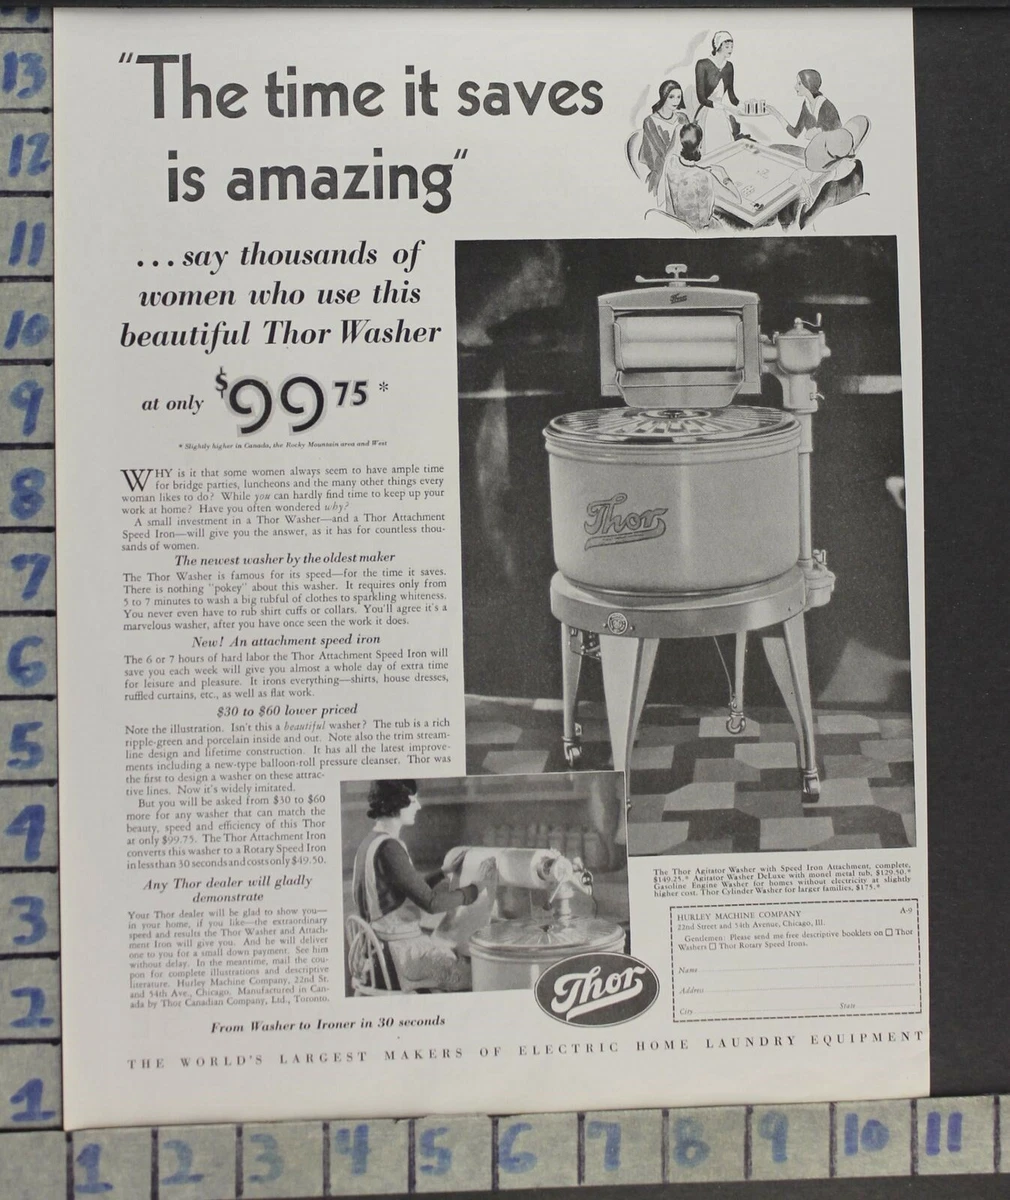 "The time it saves
is amazing"
...say thousands of
women who use this
beautiful Thor Washer
at only $99 75 *
* Slightly higher in Canada, the Rocky Mountain area and West
WHY is it that some women always seem to have ample time
for bridge parties, luncheons and the many other things every
woman likes to do? While you can hardly find time to keep up your
work at home? Have you often wondered why?
A small investment in a Thor Washer—and a Thor Attachment
Speed Iron—will give you the answer, as it has for countless thou-
sands of women.
The newest washer by the oldest maker
The Thor Washer is famous for its speed—for the time it saves.
There is nothing "pokey" about this washer. It requires only from
5 to 7 minutes to wash a big tubful of clothes to sparkling whiteness.
You never even have to rub shirt cuffs or collars. You'll agree it's a
marvelous washer, after you have once seen the work it does.
New! An attachment speed iron
The 6 or 7 hours of hard labor the Thor Attachment Speed Iron will
save you each week will give you almost a whole day of extra time
for leisure and pleasure. It irons everything—shirts, house dresses,
ruffled curtains, etc., as well as flat work.
$30 to $60 lower priced
Note the illustration. Isn't this a beautiful washer? The tub is a rich
ripple-green and porcelain inside and out. Note also the trim stream-
line design and lifetime construction. It has all the latest improve-
ments including a new-type balloon-roll pressure cleanser. Thor was
the first to design a washer on these attrac-
tive lines. Now it's widely imitated.
But you will be asked from $30 to $60
more for any washer that can match the
beauty, speed and efficiency of this Thor
at only $99.75. The Thor Attachment Iron
converts this washer to a Rotary Speed Iron
in less than 30 seconds and costs only $49.50.
Any Thor dealer will gladly
demonstrate
Your Thor dealer will be glad to show you—
in your home, if you like—the extraordinary
speed and results the Thor Washer and Attach-
ment Iron will give you. And he will deliver
one to you for a small down payment. See him
without delay. In the meantime, mail the cou-
pon for complete illustrations and descriptive
literature. Hurley Machine Company, 22nd St.
and 54th Ave., Chicago. Manufactured in Can-
ada by Thor Canadian Company, Ltd., Toronto.
From Washer to Ironer in 30 seconds
Thor
Thor
Thor
The Thor Agitator Washer with Speed Iron Attachment, complete,
$149.25.* Agitator Washer DeLuxe with monel metal tub, $129.50.*
Gasoline Engine Washer for homes without electricity at slightly
higher cost. Thor Cylinder Washer for larger families, $175.*
HURLEY MACHINE COMPANY A-9
22nd Street and 54th Avenue, Chicago, Ill.
Gentlemen: Please send me free descriptive booklets on □ Thor
Washers □ Thor Rotary Speed Irons.
Name
Address
City State
THE WORLD'S LARGEST MAKERS OF ELECTRIC HOME LAUNDRY EQUIPMENT
13
12
11
10
9
8
7
6
5
4
3
2
1
1 2 3 4 5 6 7 8 9 10 11